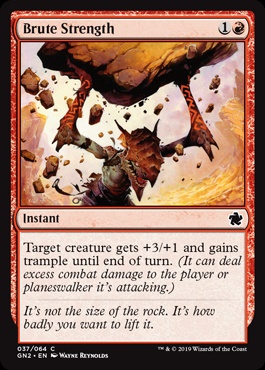 Brute Strength 1
Instant
Target creature gets +3/+1 and gains
trample until end of turn. (It can deal
excess combat damage to the player or
planeswalker it's attacking.)
It's not the size of the rock. It's how
badly you want to lift it.
037/064 C
GN2 • EN Wayne Reynolds
™ & © 2019 Wizards of the Coast